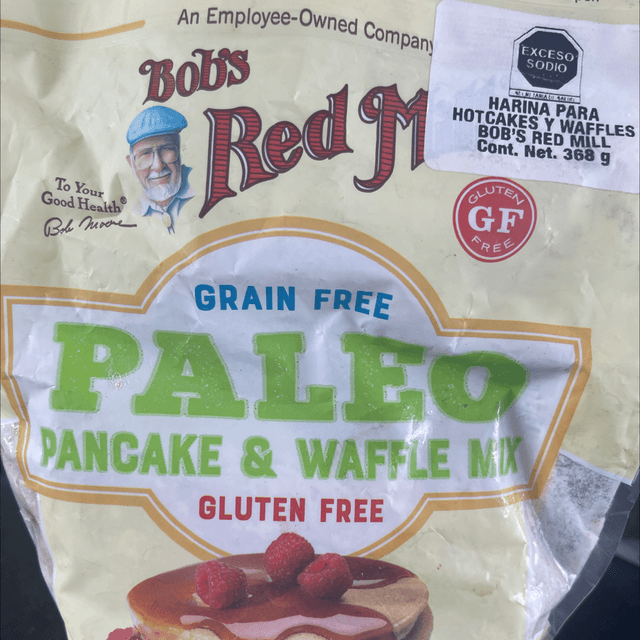 An Employee-Owned Company
Bob's
Red M
To Your
Good Health®
Bob Moore
EXCESO
SODIO
HARINA PARA
HOTCAKES Y WAFFLES
BOB'S RED MILL
Cont. Net. 368 g
GLUTEN
GF
FREE
GRAIN FREE
PALEO
PANCAKE & WAFFLE MIX
GLUTEN FREE